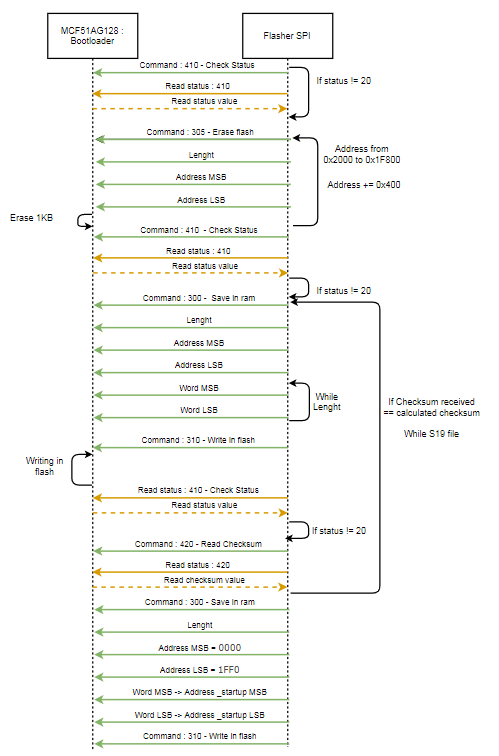 MCF51AG128 :
Bootloader
Flasher SPI
Command : 410 - Check Status
If status != 20
Read status : 410
Read status value
Command : 305 - Erase flash
Address from
0x2000 to 0x1F800
Lenght
Address MSB
Address += 0x400
Address LSB
Erase 1KB
Command : 410 - Check Status
Read status : 410
Read status value
If status != 20
Command : 300 - Save in ram
Lenght
Address MSB
Address LSB
Word MSB
While
Lenght
If Checksum received
== calculated checksum
Word LSB
While S19 file
Command : 310 - Write in flash
Writing in
flash
Read status : 410 - Check Status
Read status value
If status != 20
Command : 420 - Read Checksum
Read status : 420
Read checksum value
Command : 300 - Save in ram
Lenght
Address MSB = 0000
Address LSB = 1FF0
Word MSB -> Address _startup MSB
Word LSB -> Address _startup LSB
Command : 310 - Write in flash